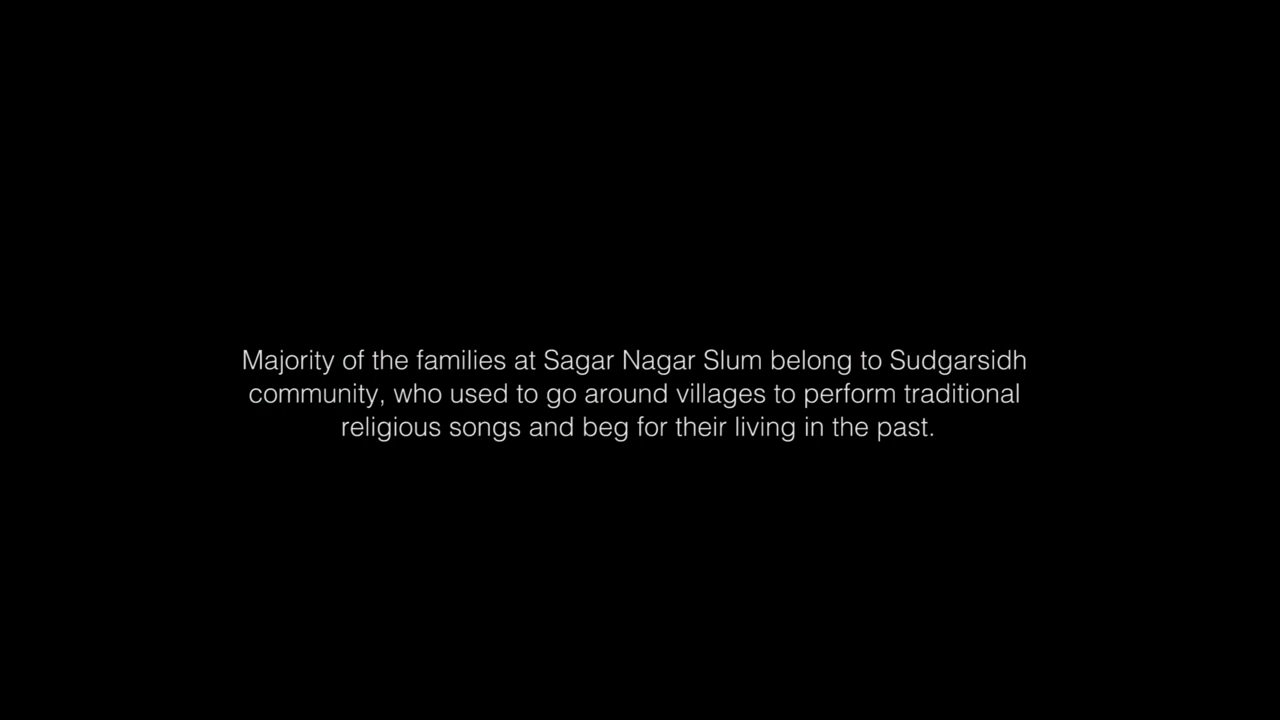 Majority of the families at Sagar Nagar Slum belong to Sudgarsidh
community, who used to go around villages to perform traditional
religious songs and beg for their living in the past.